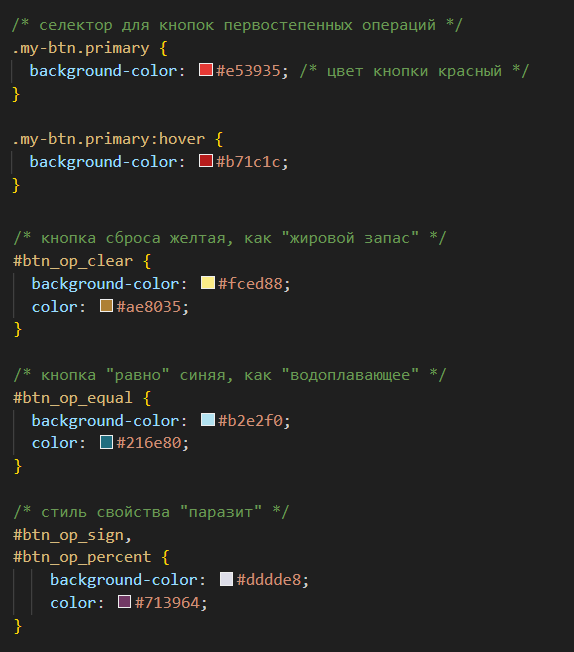 /* селектор для кнопок первостепенных операций */
.my-btn.primary {
background-color: #e53935; /* цвет кнопки красный */
}
.my-btn.primary:hover {
background-color: #b71c1c;
}
/* кнопка сброса желтая, как "жировой запас" */
#btn_op_clear {
background-color: #fced88;
color: #ae8035;
}
/* кнопка "равно" синяя, как "водоплавающее" */
#btn_op_equal {
background-color: #b2e2f0;
color: #216e80;
}
/* стиль свойства "паразит" */
#btn_op_sign,
#btn_op_percent {
background-color: #dddde8;
color: #713964;
}